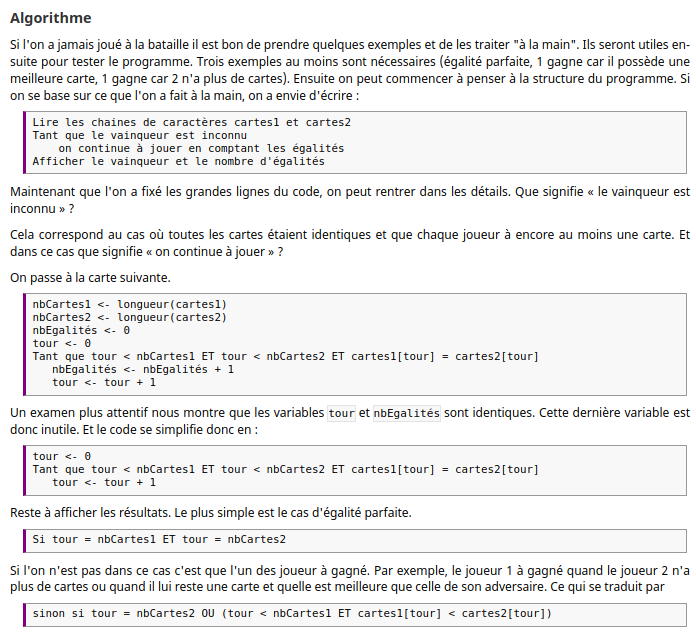 Algorithme
Si l'on a jamais joué à la bataille il est bon de prendre quelques exemples et de les traiter "à la main". Ils seront utiles en-
suite pour tester le programme. Trois exemples au moins sont nécessaires (égalité parfaite, 1 gagne car il possède une
meilleure carte, 1 gagne car 2 n'a plus de cartes). Ensuite on peut commencer à penser à la structure du programme. Si
on se base sur ce que l'on a fait à la main, on a envie d'écrire :
Lire les chaines de caractères cartes1 et cartes2
Tant que le vainqueur est inconnu
    on continue à jouer en comptant les égalités
Afficher le vainqueur et le nombre d'égalités
Maintenant que l'on a fixé les grandes lignes du code, on peut rentrer dans les détails. Que signifie « le vainqueur est
inconnu » ?
Cela correspond au cas où toutes les cartes étaient identiques et que chaque joueur à encore au moins une carte. Et
dans ce cas que signifie « on continue à jouer » ?
On passe à la carte suivante.
nbCartes1 <- longueur(cartes1)
nbCartes2 <- longueur(cartes2)
nbEgalités <- 0
tour <- 0
Tant que tour < nbCartes1 ET tour < nbCartes2 ET cartes1[tour] = cartes2[tour]
   nbEgalités <- nbEgalités + 1
   tour <- tour + 1
Un examen plus attentif nous montre que les variables tour et nbEgalités sont identiques. Cette dernière variable est
donc inutile. Et le code se simplifie donc en :
tour <- 0
Tant que tour < nbCartes1 ET tour < nbCartes2 ET cartes1[tour] = cartes2[tour]
   tour <- tour + 1
Reste à afficher les résultats. Le plus simple est le cas d'égalité parfaite.
Si tour = nbCartes1 ET tour = nbCartes2
Si l'on n'est pas dans ce cas c'est que l'un des joueur à gagné. Par exemple, le joueur 1 à gagné quand le joueur 2 n'a
plus de cartes ou quand il lui reste une carte et quelle est meilleure que celle de son adversaire. Ce qui se traduit par
sinon si tour = nbCartes2 OU (tour < nbCartes1 ET cartes1[tour] < cartes2[tour])